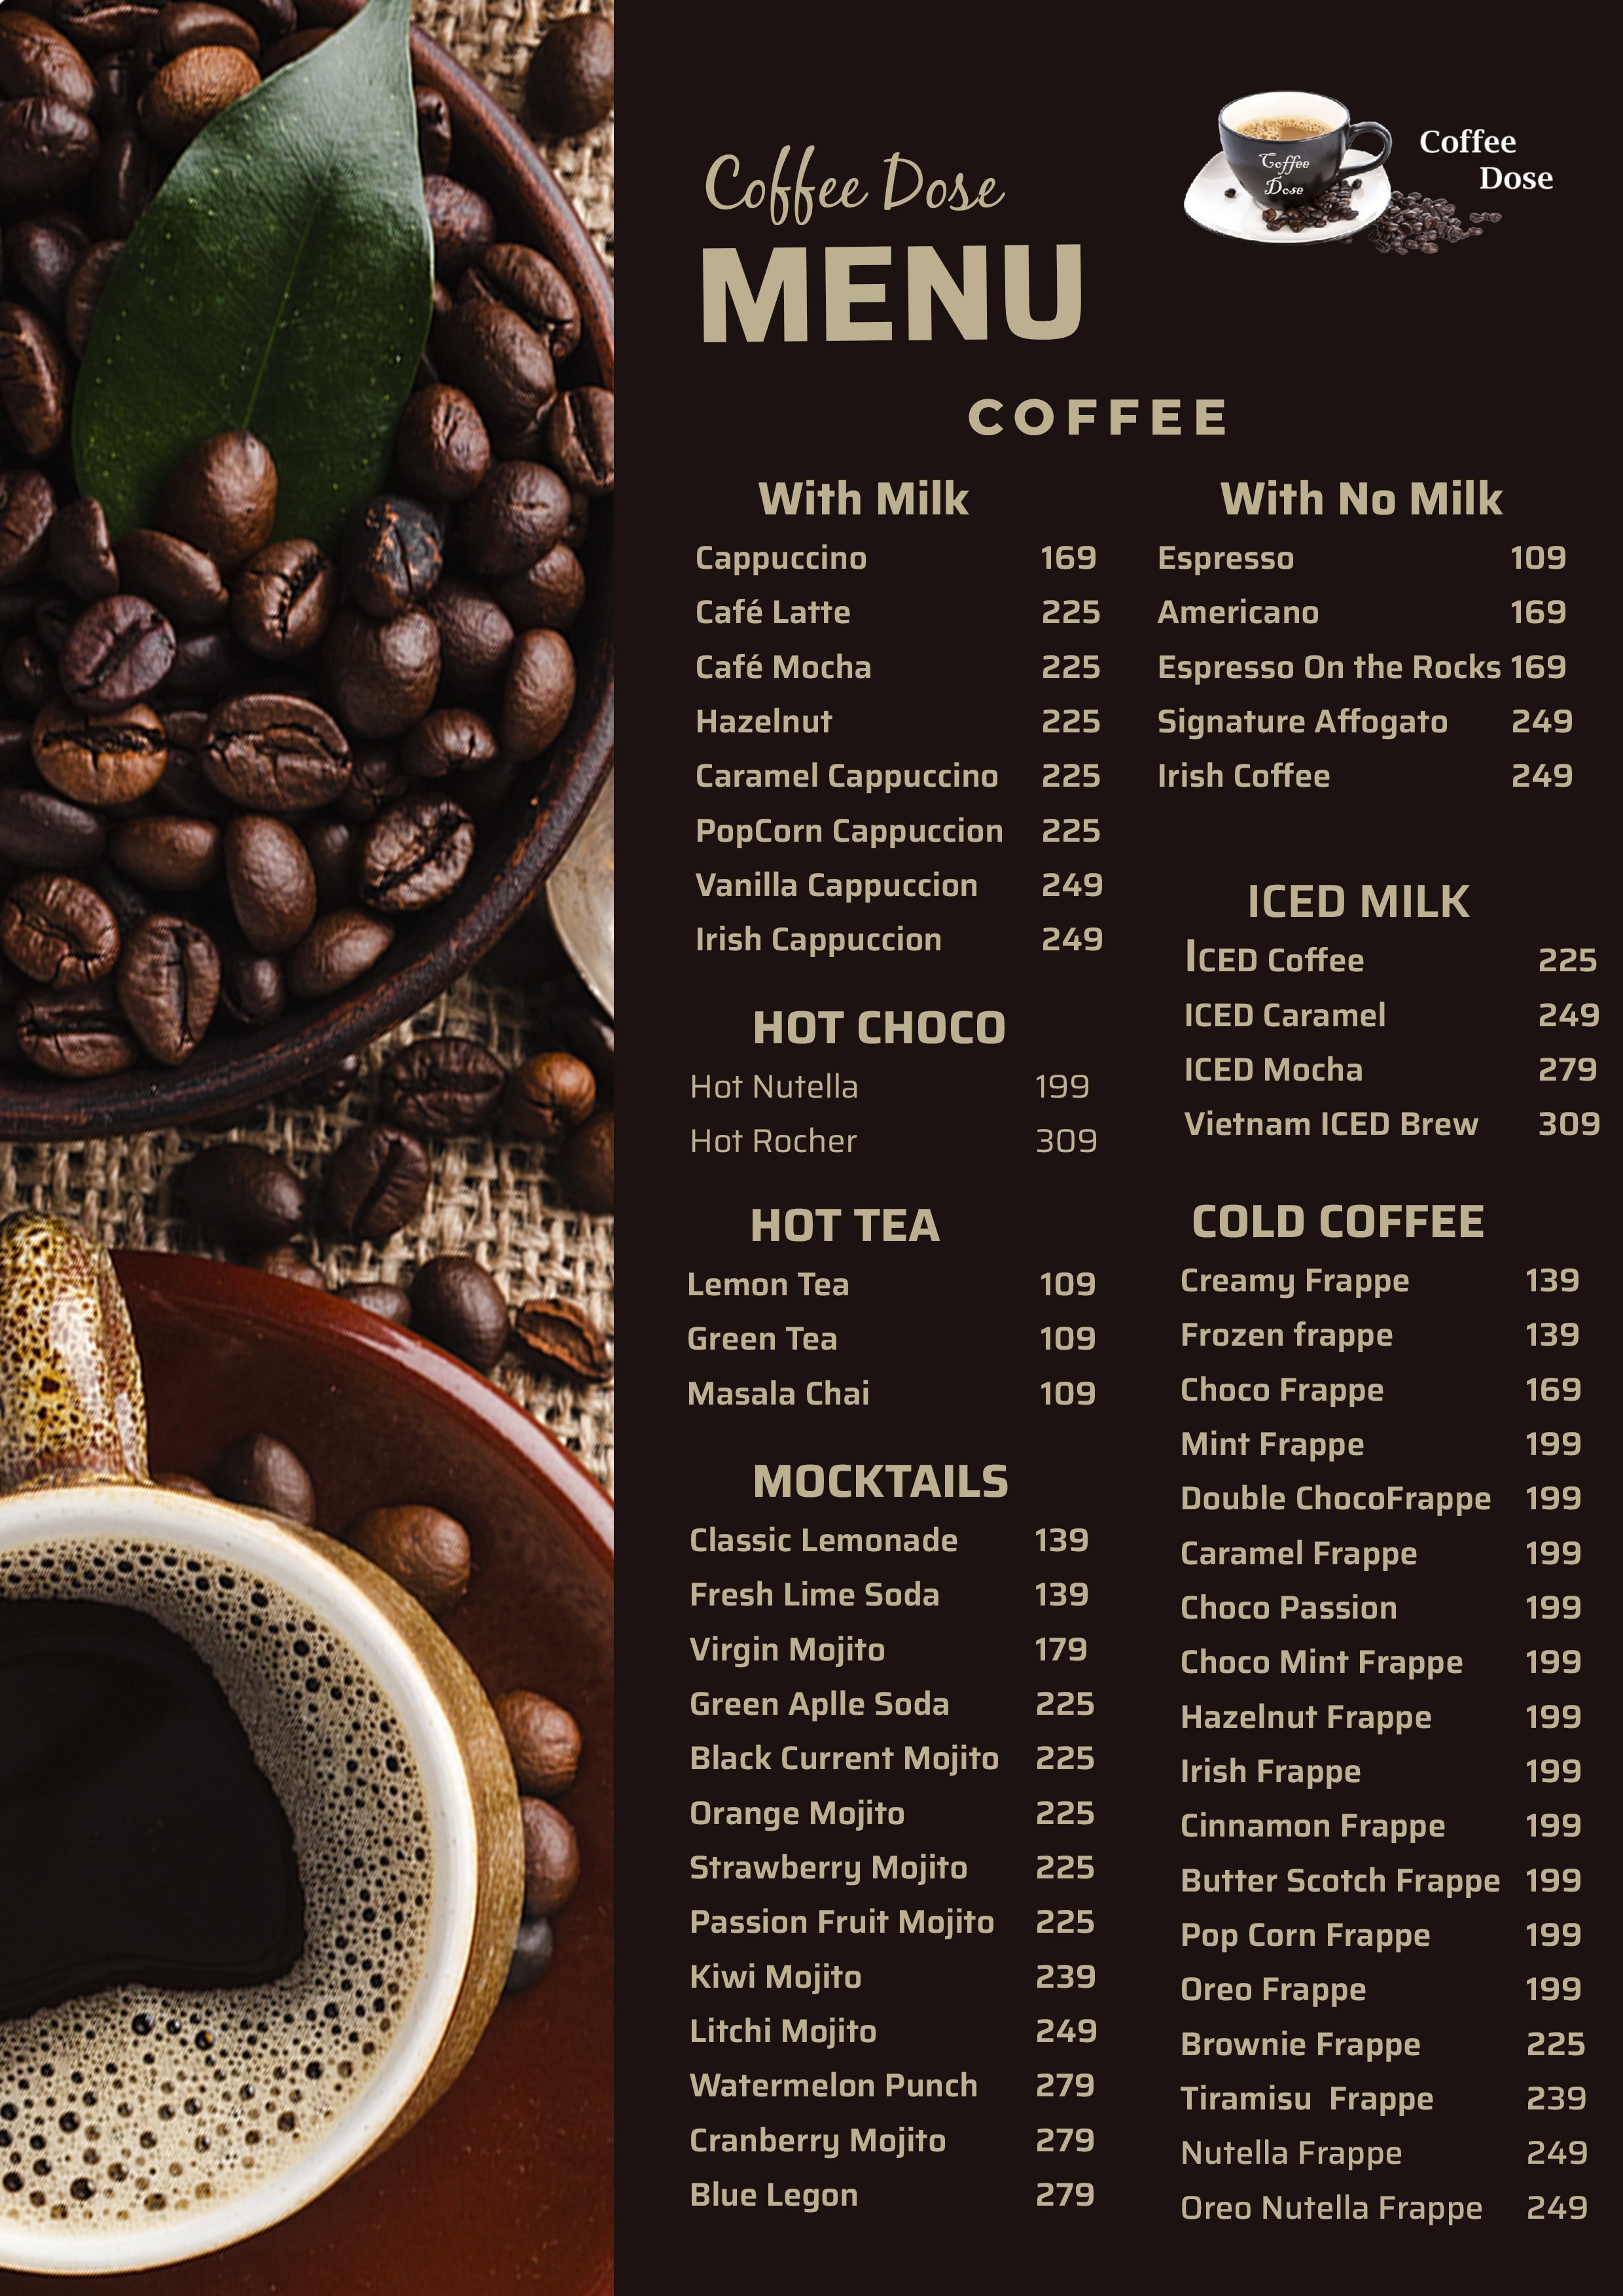 Coffee Dose
MENU
Coffee
Dose
Coffee
Dose
COFFEE
With Milk
Cappuccino 169
Café Latte 225
Café Mocha 225
Hazelnut 225
Caramel Cappuccino 225
PopCorn Cappuccion 225
Vanilla Cappuccion 249
Irish Cappuccion 249
HOT CHOCO
Hot Nutella 199
Hot Rocher 309
HOT TEA
Lemon Tea 109
Green Tea 109
Masala Chai 109
MOCKTAILS
Classic Lemonade 139
Fresh Lime Soda 139
Virgin Mojito 179
Green Aplle Soda 225
Black Current Mojito 225
Orange Mojito 225
Strawberry Mojito 225
Passion Fruit Mojito 225
Kiwi Mojito 239
Litchi Mojito 249
Watermelon Punch 279
Cranberry Mojito 279
Blue Legon 279
With No Milk
Espresso 109
Americano 169
Espresso On the Rocks 169
Signature Affogato 249
Irish Coffee 249
ICED MILK
ICED Coffee 225
ICED Caramel 249
ICED Mocha 279
Vietnam ICED Brew 309
COLD COFFEE
Creamy Frappe 139
Frozen frappe 139
Choco Frappe 169
Mint Frappe 199
Double ChocoFrappe 199
Caramel Frappe 199
Choco Passion 199
Choco Mint Frappe 199
Hazelnut Frappe 199
Irish Frappe 199
Cinnamon Frappe 199
Butter Scotch Frappe 199
Pop Corn Frappe 199
Oreo Frappe 199
Brownie Frappe 225
Tiramisu Frappe 239
Nutella Frappe 249
Oreo Nutella Frappe 249